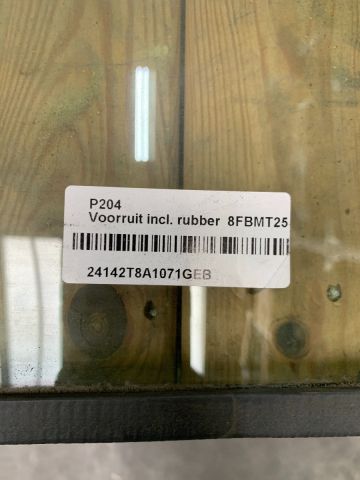 P204
Voorruit incl. rubber 8FBMT25
24142T8A1071GEB